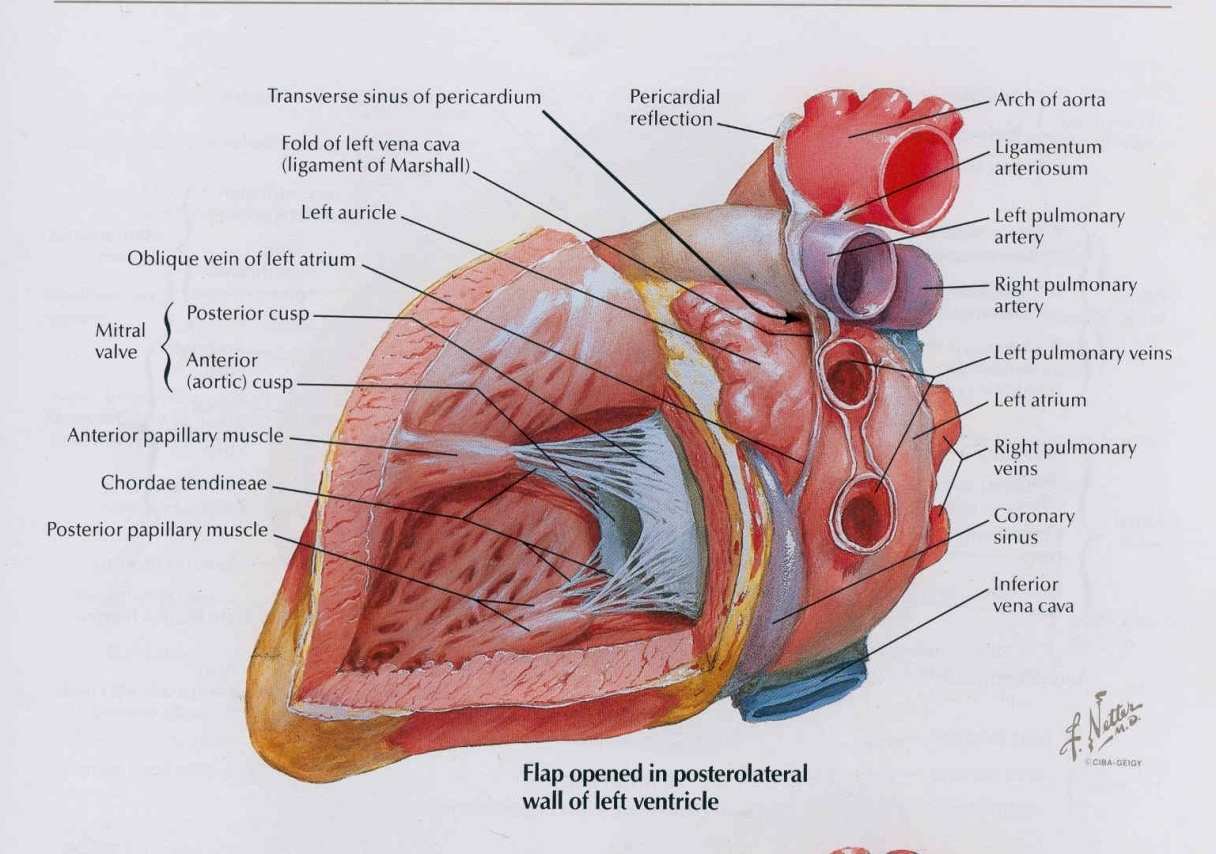 Transverse sinus of pericardium
Fold of left vena cava
(ligament of Marshall)
Left auricle
Oblique vein of left atrium
Mitral
valve
Posterior cusp
Anterior
(aortic) cusp
Anterior papillary muscle
Chordae tendineae
Posterior papillary muscle
Pericardial
reflection
Arch of aorta
Ligamentum
arteriosum
Left pulmonary
artery
Right pulmonary
artery
Left pulmonary veins
Left atrium
Right pulmonary
veins
Coronary
sinus
Inferior
vena cava
F. Netter
M.D.
©CIBA-GEIGY
Flap opened in posterolateral
wall of left ventricle